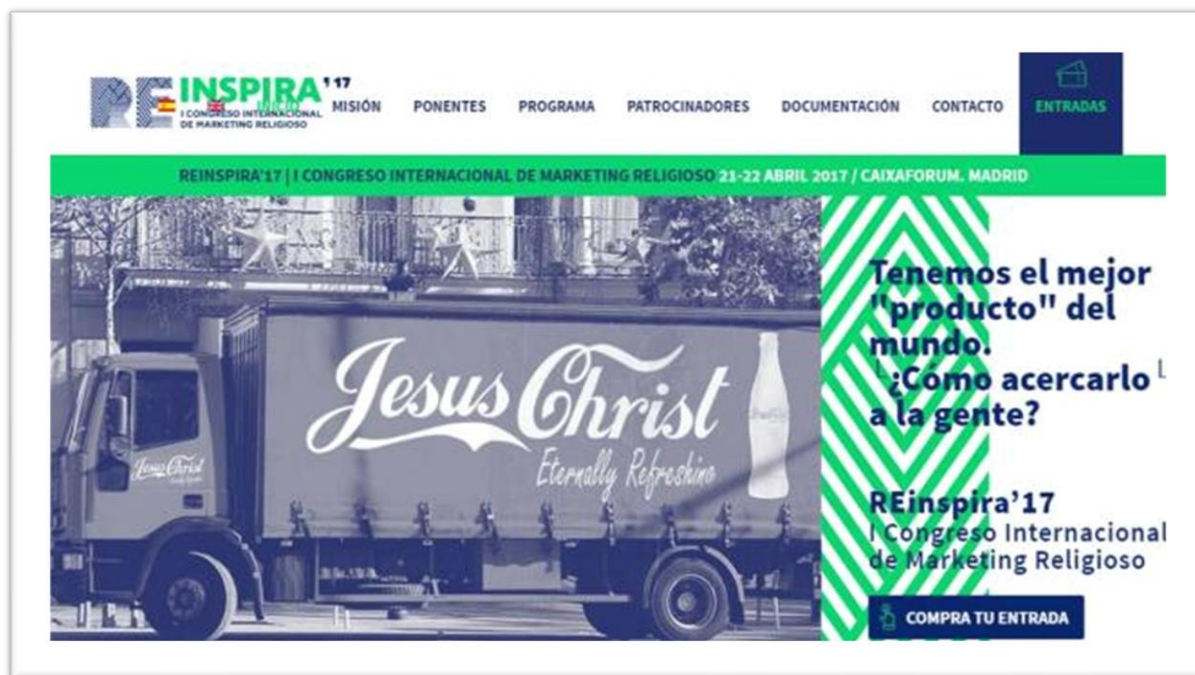 REINSPIRA'17
I CONGRESO INTERNACIONAL
DE MARKETING RELIGIOSO
INICIO
MISIÓN
PONENTES
PROGRAMA
PATROCINADORES
DOCUMENTACIÓN
CONTACTO
ENTRADAS
REINSPIRA'17 | I CONGRESO INTERNACIONAL DE MARKETING RELIGIOSO 21-22 ABRIL 2017 / CAIXAFORUM. MADRID
Jesus Christ
Eternally Refreshing
Jesus Christ
Tenemos el mejor
"producto" del
mundo.
¿Cómo acercarlo
a la gente?
REinspira'17
I Congreso Internacional
de Marketing Religioso
COMPRA TU ENTRADA